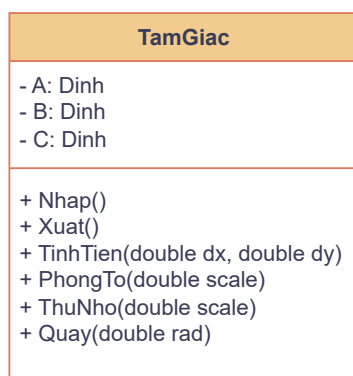 TamGiac
- A: Dinh
- B: Dinh
- C: Dinh
+ Nhap()
+ Xuat()
+ TinhTien(double dx, double dy)
+ PhongTo(double scale)
+ ThuNho(double scale)
+ Quay(double rad)